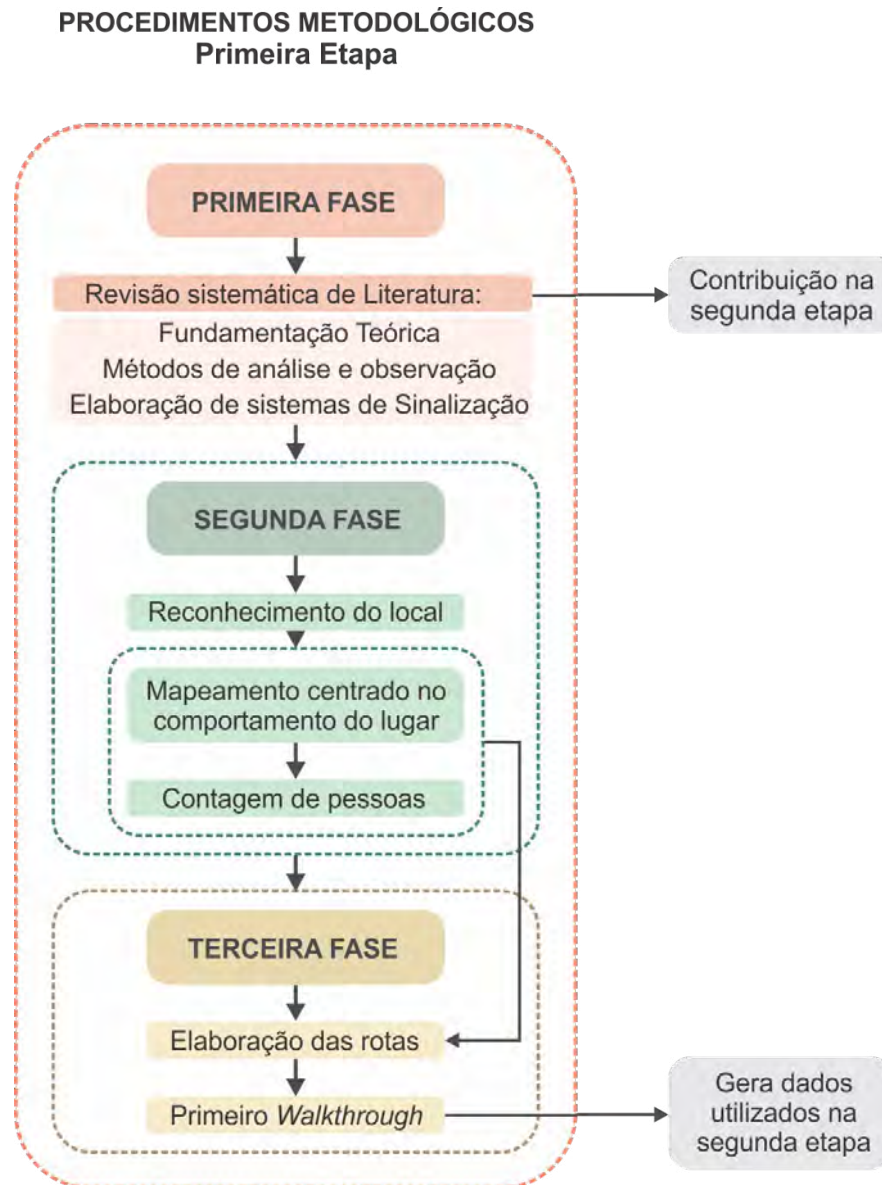 PROCEDIMENTOS METODOLÓGICOS
Primeira Etapa
PRIMEIRA FASE
Revisão sistemática de Literatura:
Contribuição na
segunda etapa
Fundamentação Teórica
Métodos de análise e observação
Elaboração de sistemas de Sinalização
SEGUNDA FASE
Reconhecimento do local
Mapeamento centrado no
comportamento do lugar
Contagem de pessoas
TERCEIRA FASE
Elaboração das rotas
Primeiro Walkthrough
Gera dados
utilizados na
segunda etapa